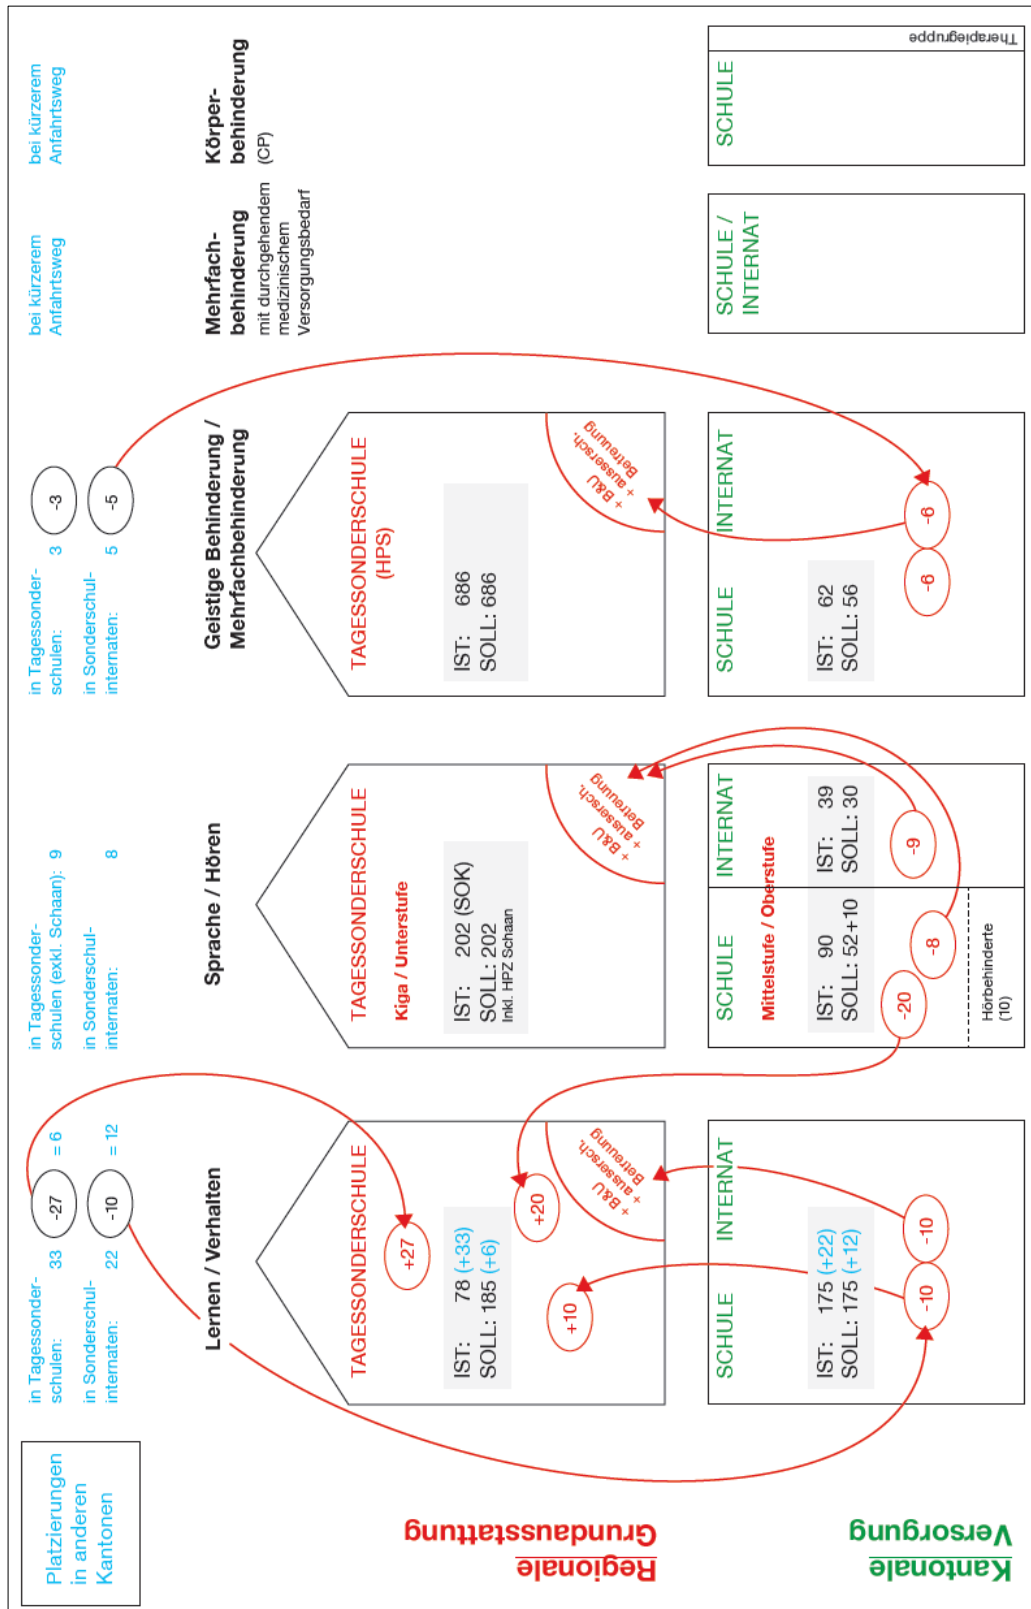 Platzierungen
in anderen
Kantonen
in Tagessonder-
schulen: 33 -27 = 6
in Sonderschul-
internaten: 22 -10 = 12
in Tagessonder-
schulen (exkl. Schaan): 9
in Sonderschul-
internaten: 8
in Tagessonder-
schulen: 3 -3
in Sonderschul-
internaten: 5 -5
bei kürzerem
Anfahrtsweg
bei kürzerem
Anfahrtsweg
Lernen / Verhalten
Sprache / Hören
Geistige Behinderung /
Mehrfachbehinderung
Mehrfach-
behinderung
mit durchgehendem
medizinischem
Versorgungsbedarf
Körper-
behinderung
(CP)
Regionale
Grundausstattung
TAGESSONDERSCHULE
+27
IST: 78 (+33)
SOLL: 185 (+6)
+20
+10
+ B&U
+ aussersch.
Betreuung
TAGESSONDERSCHULE
Kiga / Unterstufe
IST: 202 (SOK)
SOLL: 202
Inkl. HPZ Schaan
+ B&U
+ aussersch.
Betreuung
TAGESSONDERSCHULE
(HPS)
IST: 686
SOLL: 686
+ B&U
+ aussersch.
Betreuung
Kantonale
Versorgung
SCHULE INTERNAT
IST: 175 (+22)
SOLL: 175 (+12)
-10 -10
SCHULE INTERNAT
Mittelstufe / Oberstufe
IST: 90
SOLL: 52+10
IST: 39
SOLL: 30
-20 -8 -9
Hörbehinderte
(10)
SCHULE INTERNAT
IST: 62
SOLL: 56
-6 -6
SCHULE /
INTERNAT
SCHULE
Therapiegruppe